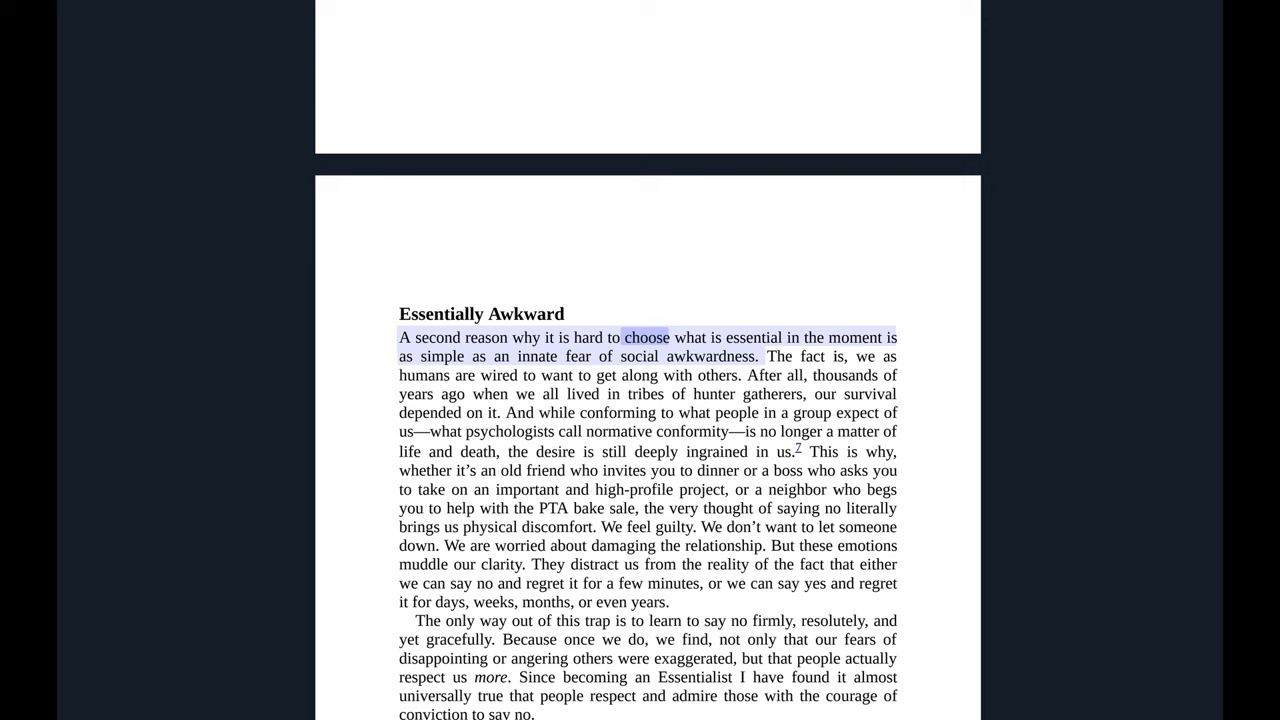 Essentially Awkward
A second reason why it is hard to choose what is essential in the moment is
as simple as an innate fear of social awkwardness. The fact is, we as
humans are wired to want to get along with others. After all, thousands of
years ago when we all lived in tribes of hunter gatherers, our survival
depended on it. And while conforming to what people in a group expect of
us—what psychologists call normative conformity—is no longer a matter of
life and death, the desire is still deeply ingrained in us.7 This is why,
whether it’s an old friend who invites you to dinner or a boss who asks you
to take on an important and high-profile project, or a neighbor who begs
you to help with the PTA bake sale, the very thought of saying no literally
brings us physical discomfort. We feel guilty. We don’t want to let someone
down. We are worried about damaging the relationship. But these emotions
muddle our clarity. They distract us from the reality of the fact that either
we can say no and regret it for a few minutes, or we can say yes and regret
it for days, weeks, months, or even years.
The only way out of this trap is to learn to say no firmly, resolutely, and
yet gracefully. Because once we do, we find, not only that our fears of
disappointing or angering others were exaggerated, but that people actually
respect us more. Since becoming an Essentialist I have found it almost
universally true that people respect and admire those with the courage of
conviction to say no.